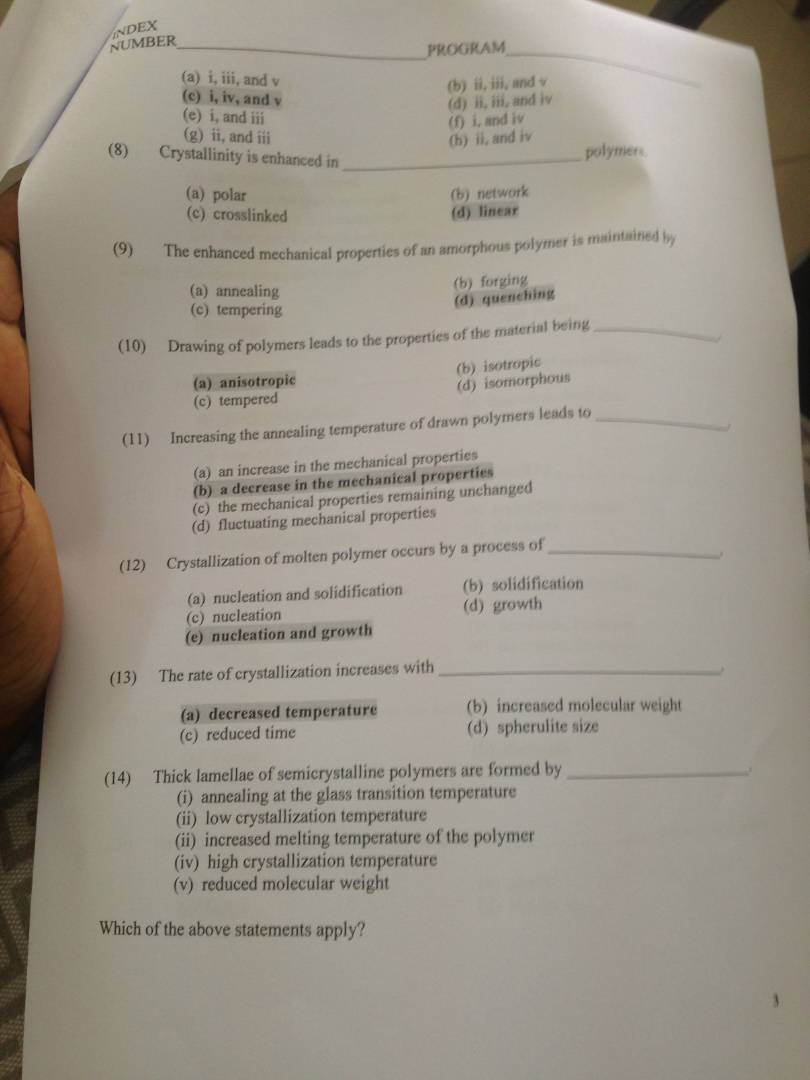 INDEX
NUMBER____________ PROGRAM____________
(a) i, iii, and v (b) ii, iii, and v
(c) i, iv, and v (d) ii, iii, and iv
(e) i, and iii (f) i, and iv
(g) ii, and iii (h) ii, and iv
(8) Crystallinity is enhanced in ____________ polymers.
(a) polar (b) network
(c) crosslinked (d) linear
(9) The enhanced mechanical properties of an amorphous polymer is maintained by
(a) annealing (b) forging
(c) tempering (d) quenching
(10) Drawing of polymers leads to the properties of the material being ____________.
(a) anisotropic (b) isotropic
(c) tempered (d) isomorphous
(11) Increasing the annealing temperature of drawn polymers leads to ____________.
(a) an increase in the mechanical properties
(b) a decrease in the mechanical properties
(c) the mechanical properties remaining unchanged
(d) fluctuating mechanical properties
(12) Crystallization of molten polymer occurs by a process of ____________.
(a) nucleation and solidification (b) solidification
(c) nucleation (d) growth
(e) nucleation and growth
(13) The rate of crystallization increases with ____________.
(a) decreased temperature (b) increased molecular weight
(c) reduced time (d) spherulite size
(14) Thick lamellae of semicrystalline polymers are formed by ____________.
(i) annealing at the glass transition temperature
(ii) low crystallization temperature
(ii) increased melting temperature of the polymer
(iv) high crystallization temperature
(v) reduced molecular weight
Which of the above statements apply?
3